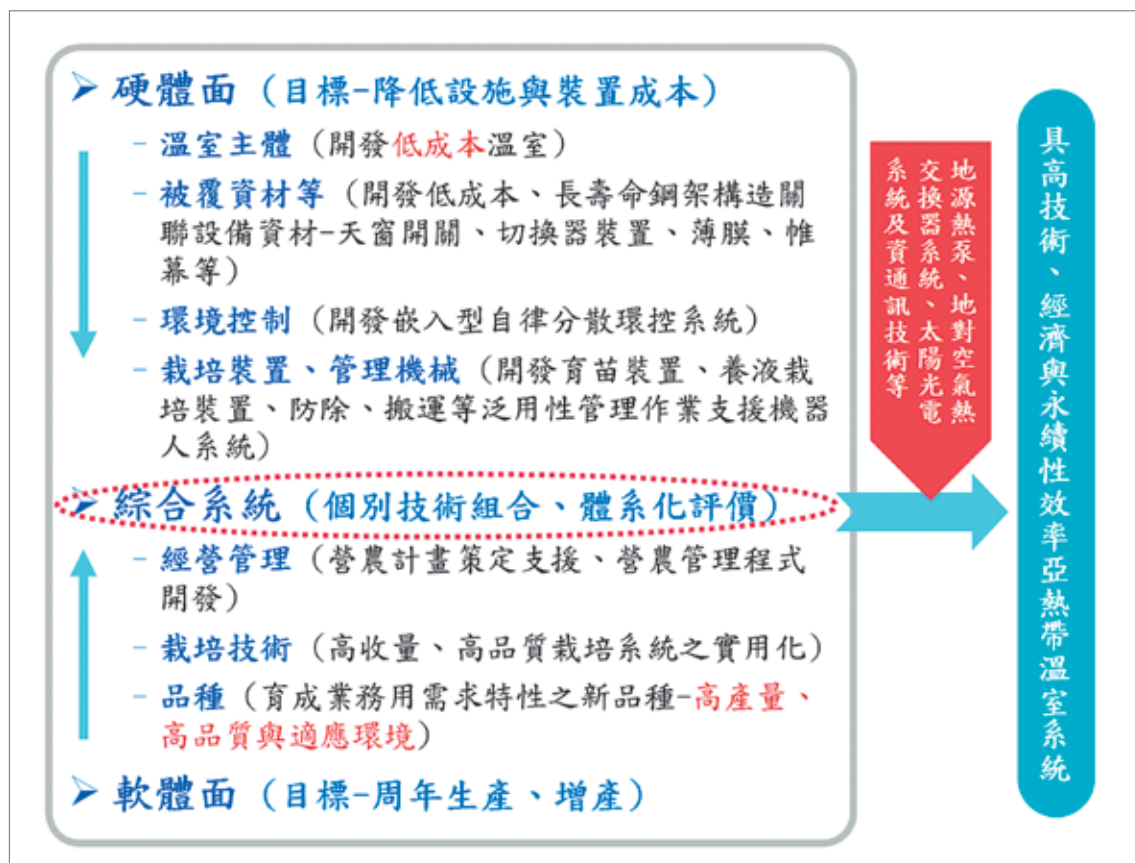 ➢ 硬體面（目標-降低設施與裝置成本）
- 溫室主體（開發低成本溫室）
- 被覆資材等（開發低成本、長壽命鋼架構造關
聯設備資材-天窗開關、切換器裝置、薄膜、帷
幕等）
- 環境控制（開發嵌入型自律分散環控系統）
- 栽培裝置、管理機械（開發育苗裝置、養液栽
培裝置、防除、搬運等泛用性管理作業支援機器
人系統）
➢ 綜合系統（個別技術組合、體系化評價）
- 經營管理（營農計畫策定支援、營農管理程式
開發）
- 栽培技術（高收量、高品質栽培系統之實用化）
- 品種（育成業務用需求特性之新品種-高產量、
高品質與適應環境）
➢ 軟體面（目標-周年生產、增產）
地源熱泵、地對空氣熱
交換器系統、太陽光電
系統及資通訊技術等
具高技術、經濟與永續性效率亞熱帶溫室系統